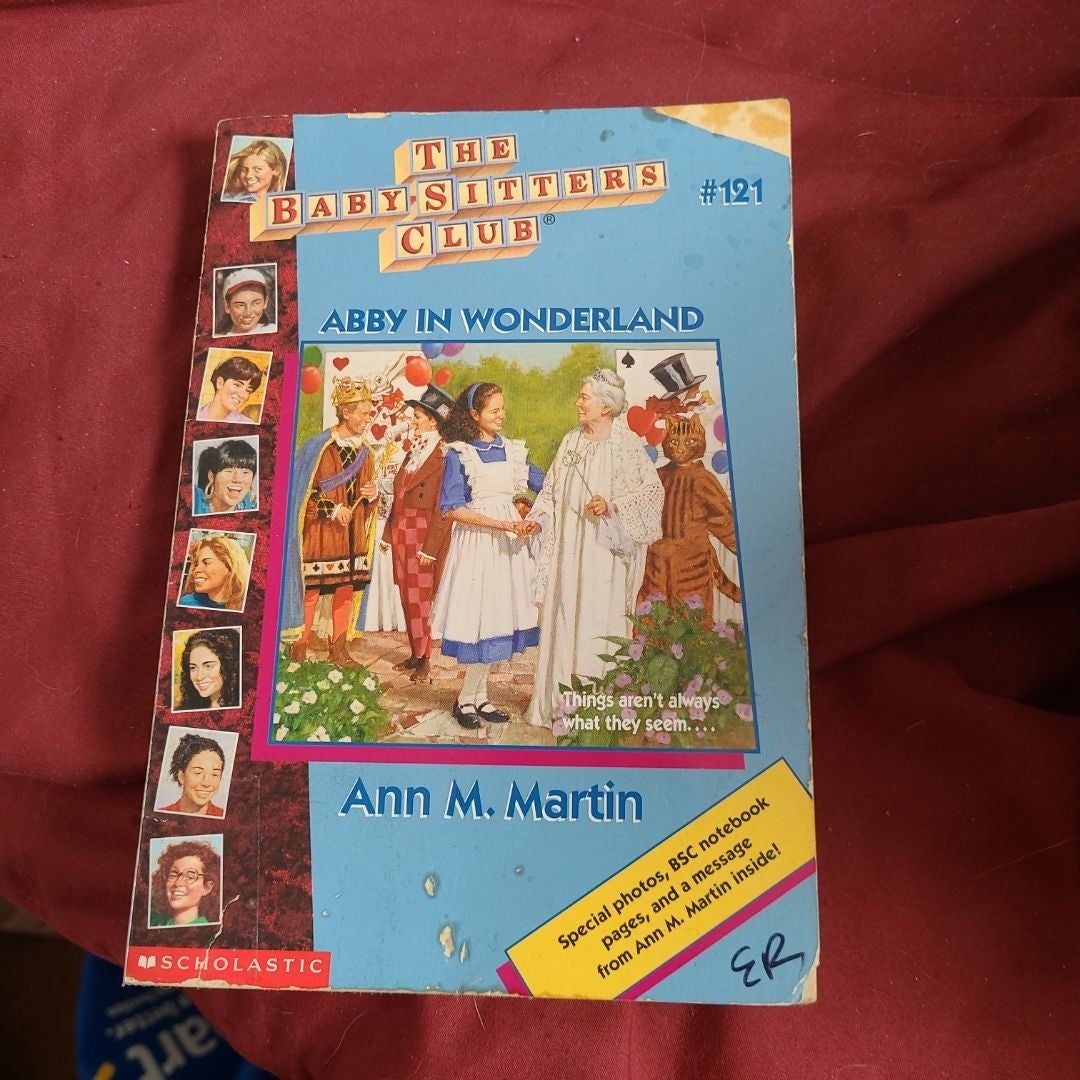 THE
BABY-SITTERS
CLUB®
#121
ABBY IN WONDERLAND
Things aren't always
what they seem....
Ann M. Martin
Special photos, BSC notebook
pages, and a message
from Ann M. Martin inside!
ER
SCHOLASTIC